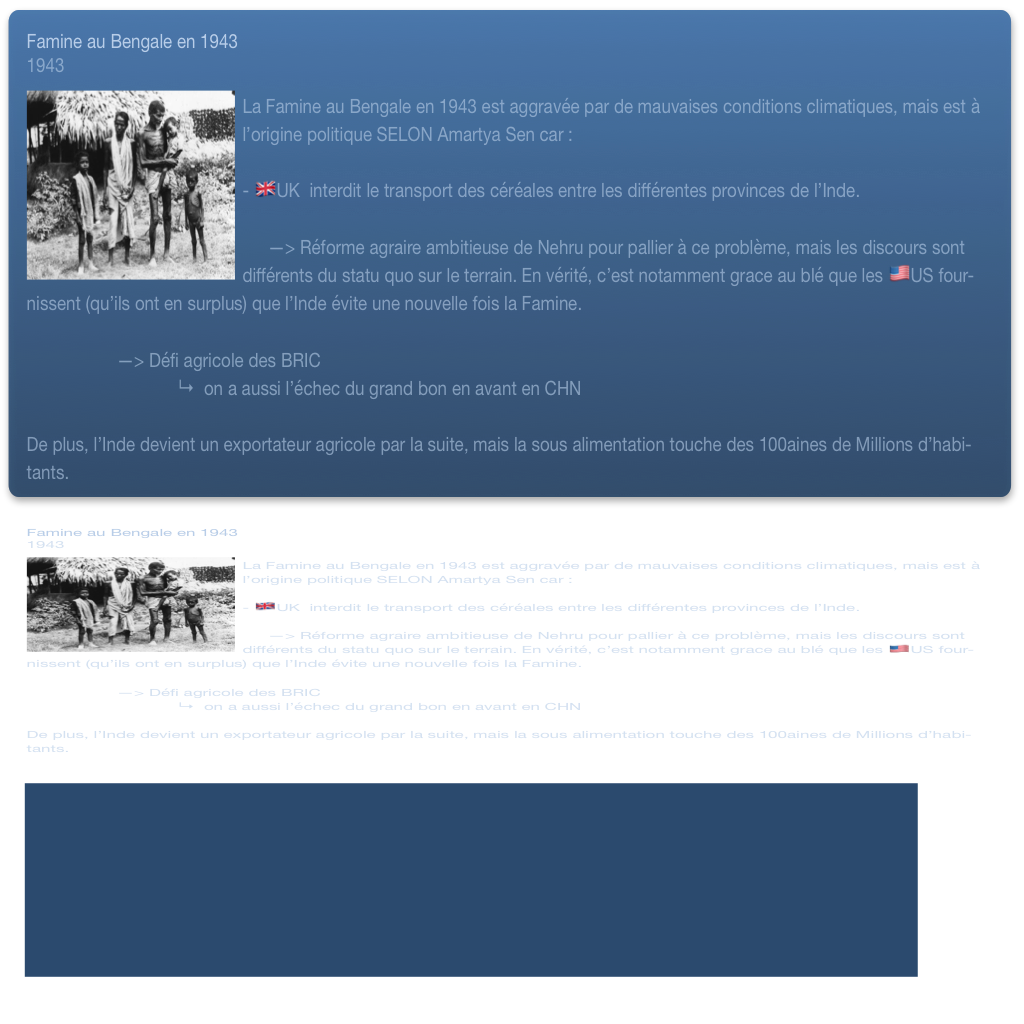 Famine au Bengale en 1943
1943
La Famine au Bengale en 1943 est aggravée par de mauvaises conditions climatiques, mais est à
l’origine politique SELON Amartya Sen car :
- 🇬🇧UK interdit le transport des céréales entre les différentes provinces de l’Inde.
—> Réforme agraire ambitieuse de Nehru pour pallier à ce problème, mais les discours sont
différents du statu quo sur le terrain. En vérité, c’est notamment grace au blé que les 🇺🇸US four-
nissent (qu’ils ont en surplus) que l’Inde évite une nouvelle fois la Famine.
—> Défi agricole des BRIC
↳ on a aussi l’échec du grand bon en avant en CHN
De plus, l’Inde devient un exportateur agricole par la suite, mais la sous alimentation touche des 100aines de Millions d’habi-
tants.
Famine au Bengale en 1943
1943
La Famine au Bengale en 1943 est aggravée par de mauvaises conditions climatiques, mais est à
l’origine politique SELON Amartya Sen car :
- 🇬🇧UK interdit le transport des céréales entre les différentes provinces de l’Inde.
—> Réforme agraire ambitieuse de Nehru pour pallier à ce problème, mais les discours sont
différents du statu quo sur le terrain. En vérité, c’est notamment grace au blé que les 🇺🇸US four-
nissent (qu’ils ont en surplus) que l’Inde évite une nouvelle fois la Famine.
—> Défi agricole des BRIC
↳ on a aussi l’échec du grand bon en avant en CHN
De plus, l’Inde devient un exportateur agricole par la suite, mais la sous alimentation touche des 100aines de Millions d’habi-
tants.